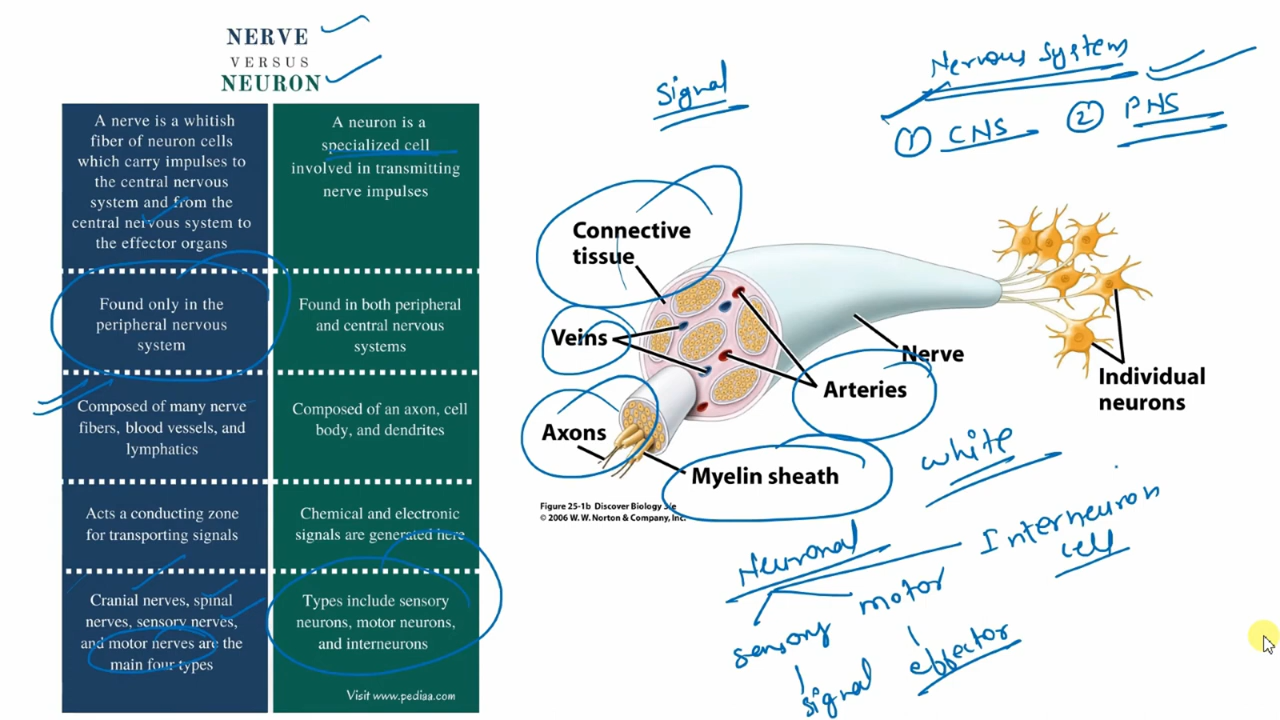 NERVE
VERSUS
NEURON
A nerve is a whitish
fiber of neuron cells
which carry impulses to
the central nervous
system and from the
central nervous system to
the effector organs
A neuron is a
specialized cell
involved in transmitting
nerve impulses
Found only in the
peripheral nervous
system
Found in both peripheral
and central nervous
systems
Composed of many nerve
fibers, blood vessels, and
lymphatics
Composed of an axon, cell
body, and dendrites
Acts a conducting zone
for transporting signals
Chemical and electronic
signals are generated here
Cranial nerves, spinal
nerves, sensory nerves,
and motor nerves are the
main four types
Types include sensory
neurons, motor neurons,
and interneurons
Visit www.pediaa.com
Signal
Nervous System
① CNS ② PNS
Connective
tissue
Veins
Axons
Myelin sheath
Arteries
Nerve
Individual
neurons
Figure 25-1b Discover Biology 3/e
© 2006 W. W. Norton & Company, Inc.
white
Neuronal
Interneuron
cell
motor
sensory
effector
signal